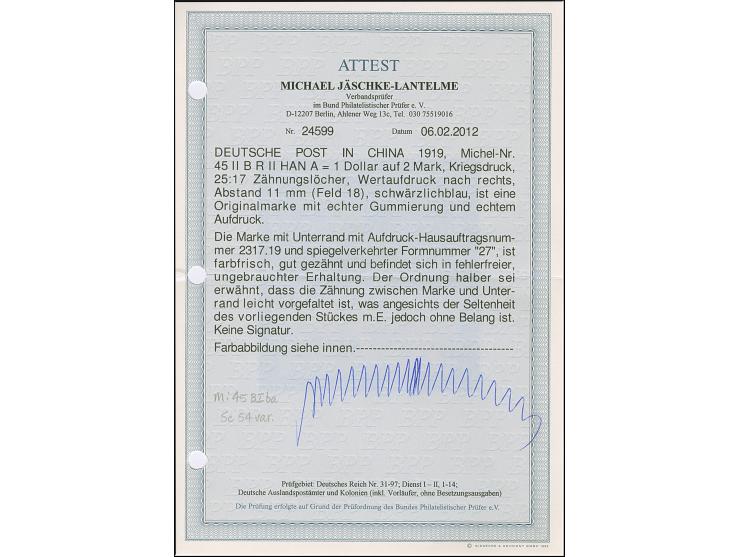 ATTEST
MICHAEL JÄSCHKE-LANTELME
Verbandsprüfer
im Bund Philatelistischer Prüfer e. V.
D-12207 Berlin, Ahlener Weg 13c, Tel. 030 75519016
Nr. 24599 Datum 06.02.2012
DEUTSCHE POST IN CHINA 1919, Michel-Nr.
45 II B R II HAN A = 1 Dollar auf 2 Mark, Kriegsdruck,
25:17 Zähnungslöcher, Wertaufdruck nach rechts,
Abstand 11 mm (Feld 18), schwärzlichblau, ist eine
Originalmarke mit echter Gummierung und echtem
Aufdruck.
Die Marke mit Unterrand mit Aufdruck-Hausauftragsnum-
mer 2317.19 und spiegelverkehrter Formnummer "27", ist
farbfrisch, gut gezähnt und befindet sich in fehlerfreier,
ungebrauchter Erhaltung. Der Ordnung halber sei
erwähnt, dass die Zähnung zwischen Marke und Unter-
rand leicht vorgefaltet ist, was angesichts der Seltenheit
des vorliegenden Stückes m.E. jedoch ohne Belang ist.
Keine Signatur.
Farbabbildung siehe innen.-------------------------------------
Mi 45 BIba
Sc 54 var.
Prüfgebiet: Deutsches Reich Nr. 31-97; Dienst I – II, 1-14;
Deutsche Auslandspostämter und Kolonien (inkl. Vorläufer, ohne Besetzungsausgaben)
Die Prüfung erfolgte auf Grund der Prüfordnung des Bundes Philatelistischer Prüfer e.V.